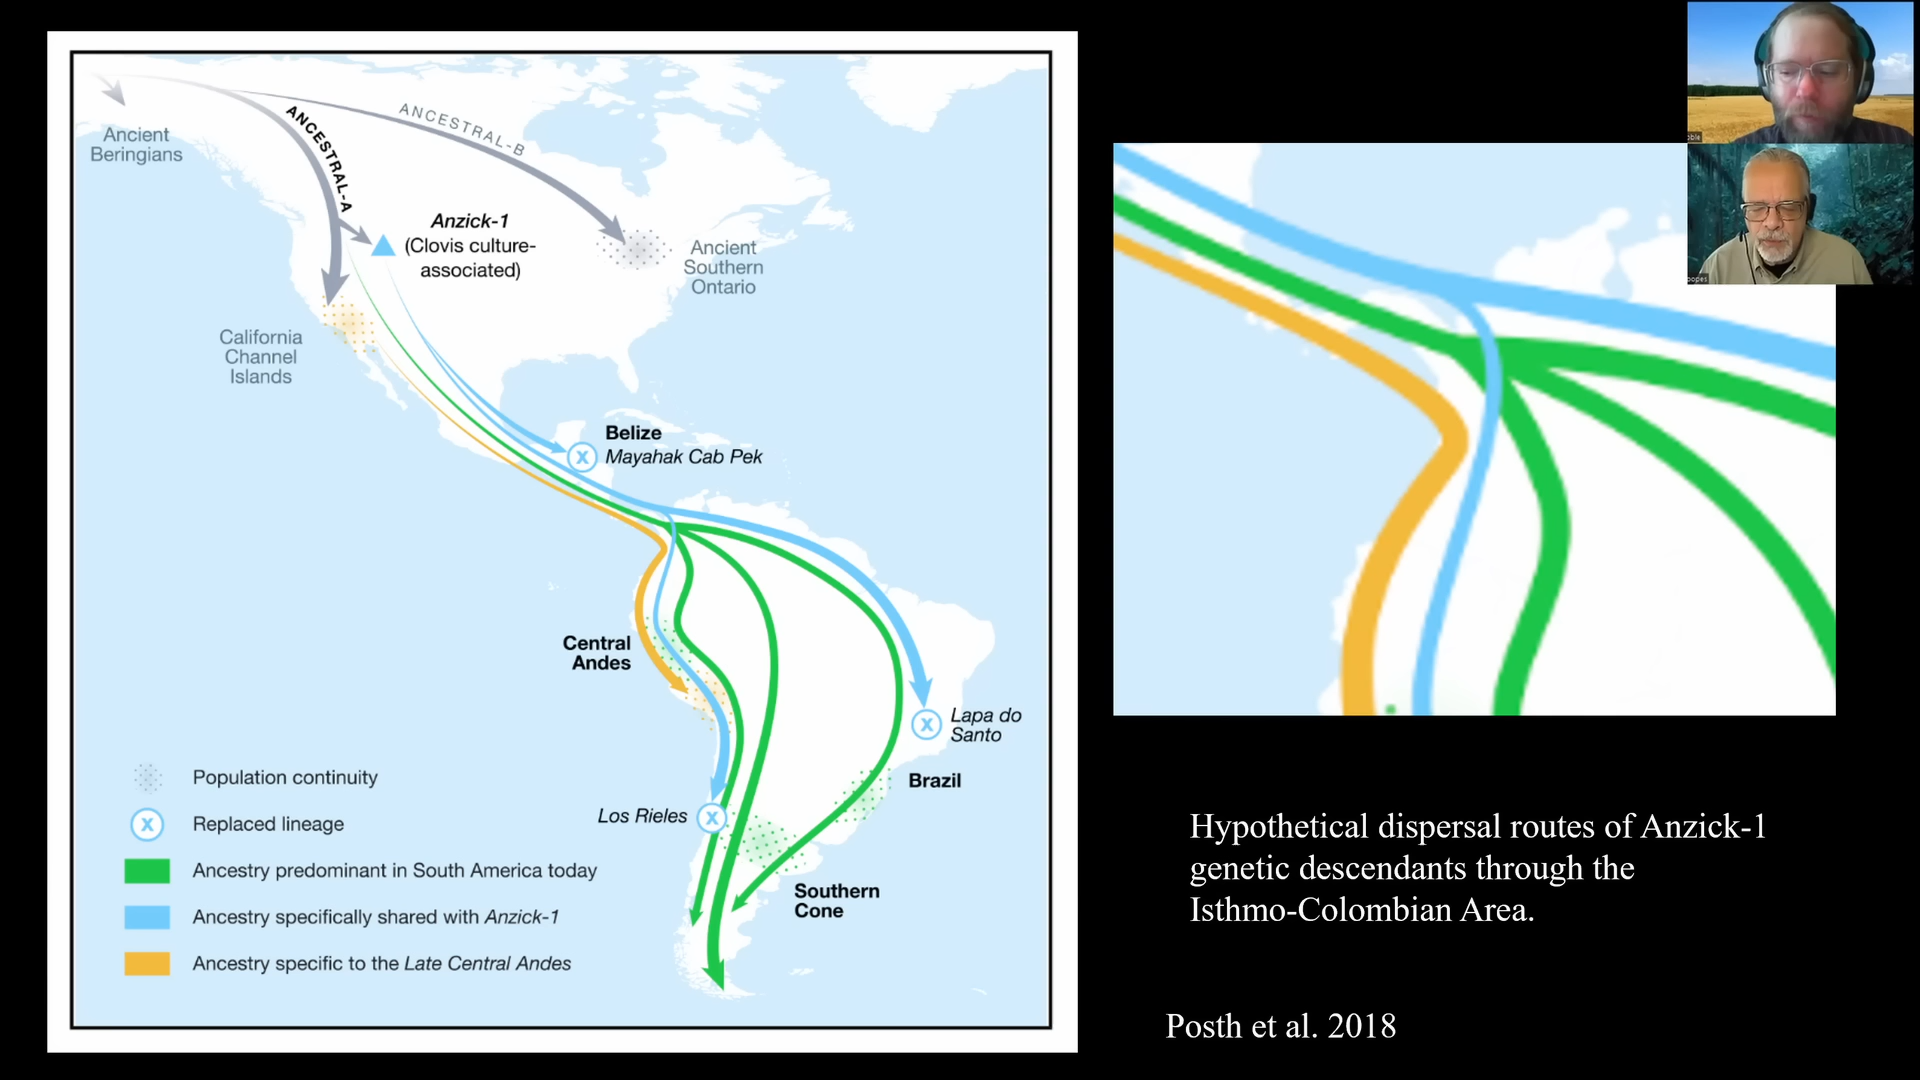 Ancient
Beringians
ANCESTRAL-A
ANCESTRAL-B
Anzick-1
(Clovis culture-
associated)
Ancient
Southern
Ontario
California
Channel
Islands
Belize
Mayahak Cab Pek
X
Central
Andes
Lapa do
Santo
X
Brazil
Los Rieles
X
Southern
Cone
Population continuity
X
Replaced lineage
Ancestry predominant in South America today
Ancestry specifically shared with Anzick-1
Ancestry specific to the Late Central Andes
Hypothetical dispersal routes of Anzick-1
genetic descendants through the
Isthmo-Colombian Area.
Posth et al. 2018